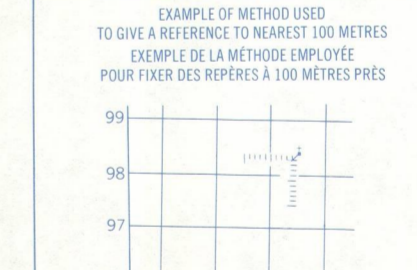 EXAMPLE OF METHOD USED
TO GIVE A REFERENCE TO NEAREST 100 METRES
EXEMPLE DE LA MÉTHODE EMPLOYÉE
POUR FIXER DES REPÈRES À 100 MÈTRES PRÈS
99
98
97